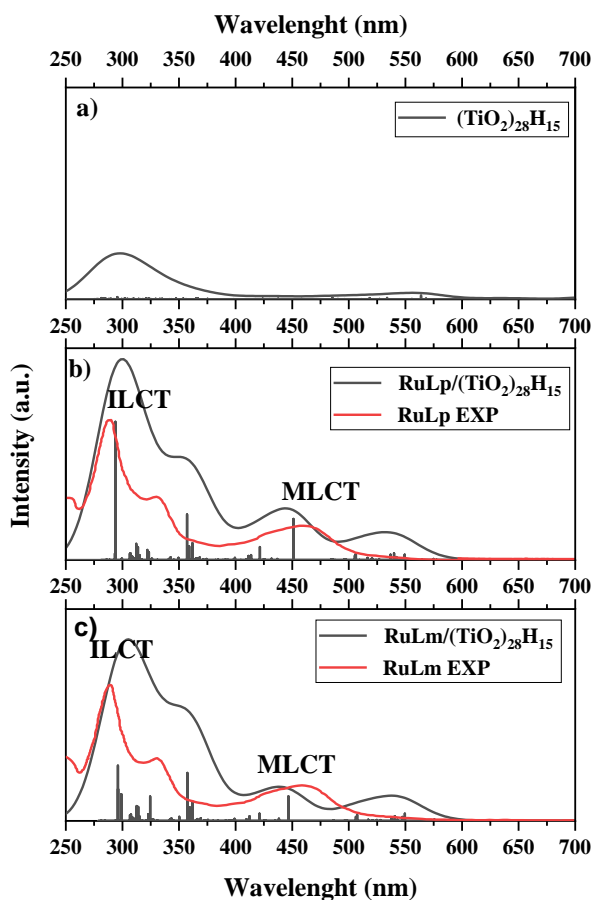 Wavelenght (nm)
250 300 350 400 450 500 550 600 650 700
a)
(TiO₂)₂₈H₁₅
250 300 350 400 450 500 550 600 650 700
b)
RuLp/(TiO₂)₂₈H₁₅
RuLp EXP
ILCT
MLCT
Intensity (a.u.)
250 300 350 400 450 500 550 600 650 700
c)
RuLm/(TiO₂)₂₈H₁₅
RuLm EXP
ILCT
MLCT
250 300 350 400 450 500 550 600 650 700
Wavelenght (nm)